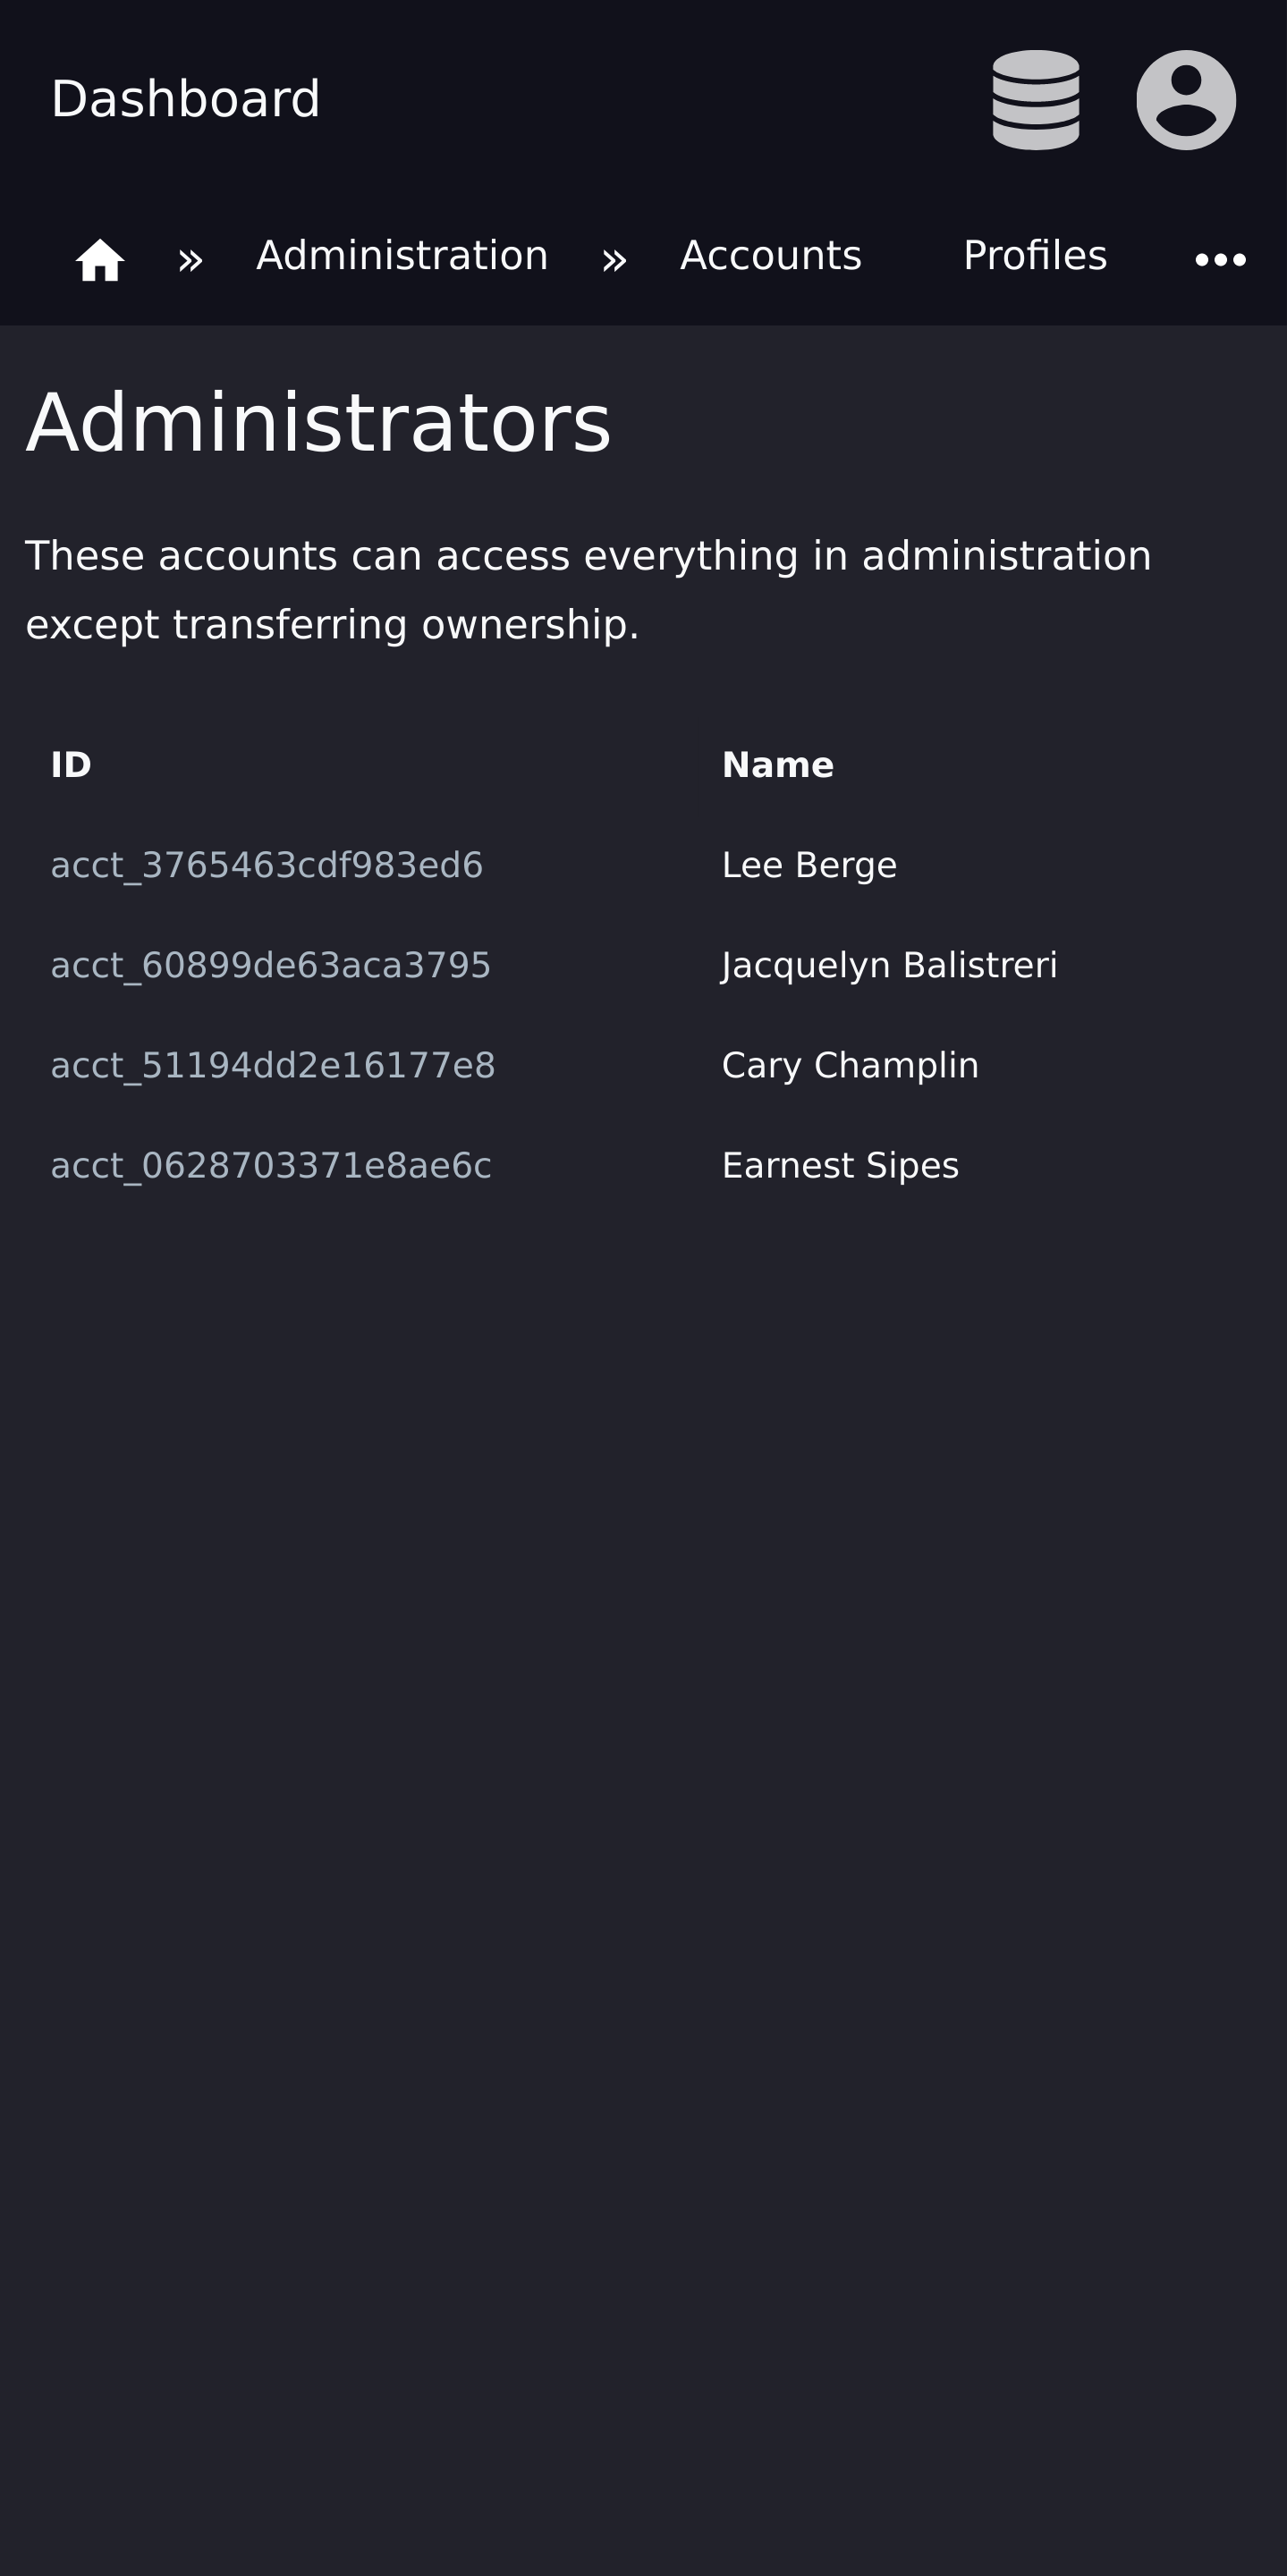 Dashboard
» Administration » Accounts Profiles •••
Administrators
These accounts can access everything in administration
except transferring ownership.
ID Name
acct_3765463cdf983ed6 Lee Berge
acct_60899de63aca3795 Jacquelyn Balistreri
acct_51194dd2e16177e8 Cary Champlin
acct_0628703371e8ae6c Earnest Sipes